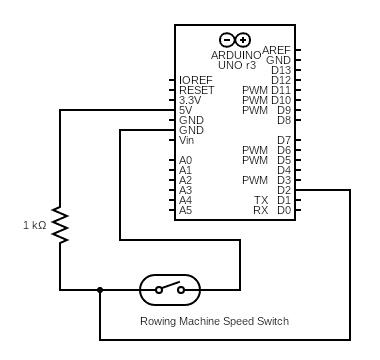 ARDUINO
UNO r3
AREF
GND
D13
IOREF
D12
RESET
PWM D11
3.3V
PWM D10
5V
PWM D9
GND
D8
GND
Vin
D7
PWM D6
A0
PWM D5
A1
D4
A2
PWM D3
A3
D2
A4
TX D1
A5
RX D0
1 kΩ
Rowing Machine Speed Switch